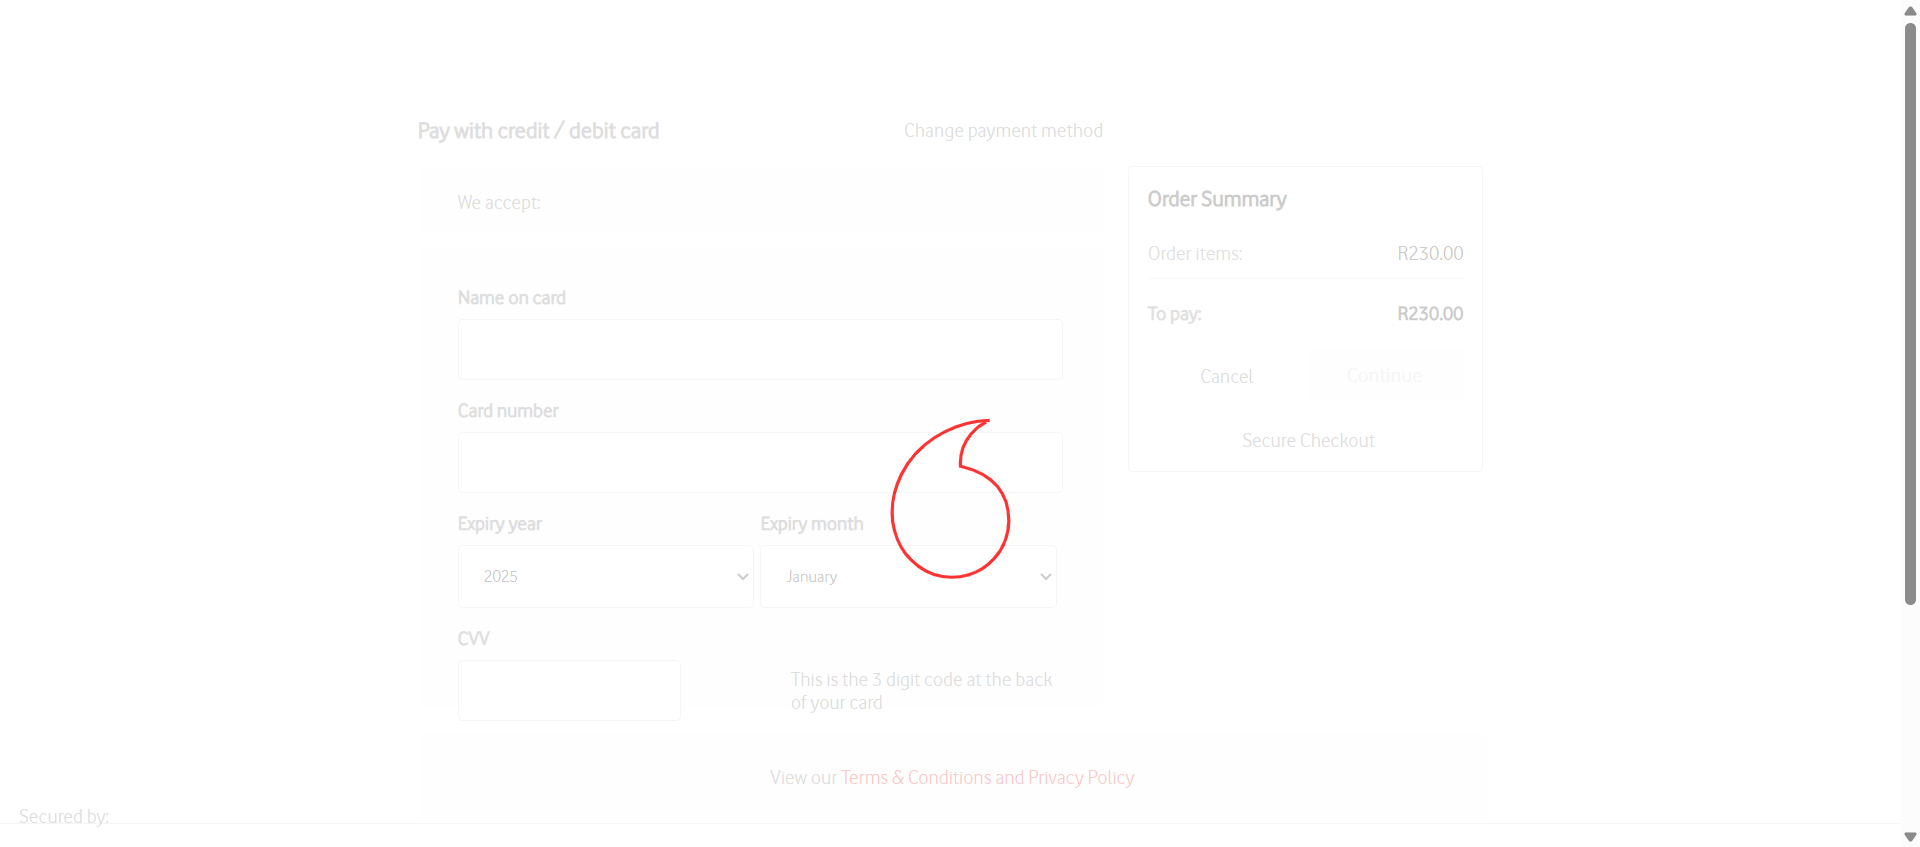 Pay with credit / debit card
Change payment method
We accept:
Name on card
Card number
Expiry year
Expiry month
2025
January
CVV
This is the 3 digit code at the back
of your card
Order Summary
Order items: R230.00
To pay: R230.00
Cancel
Continue
Secure Checkout
View our Terms & Conditions and Privacy Policy
Secured by: